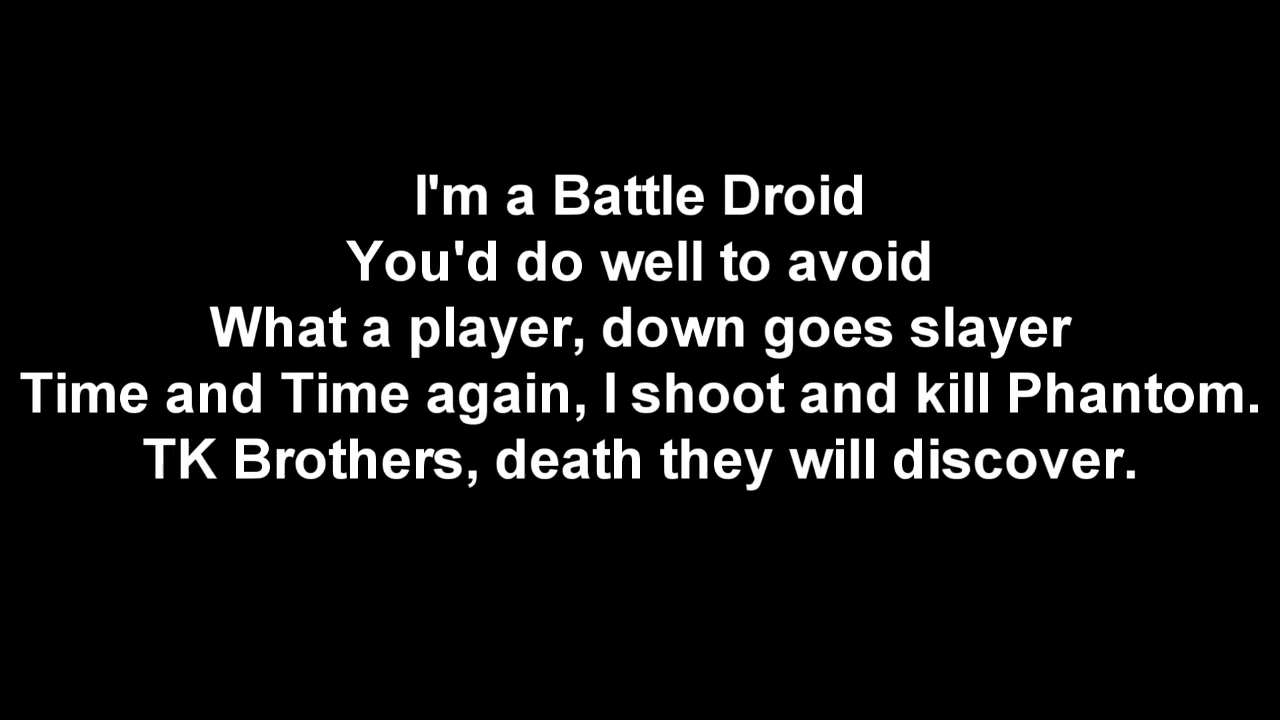 I'm a Battle Droid
You'd do well to avoid
What a player, down goes slayer
Time and Time again, I shoot and kill Phantom.
TK Brothers, death they will discover.